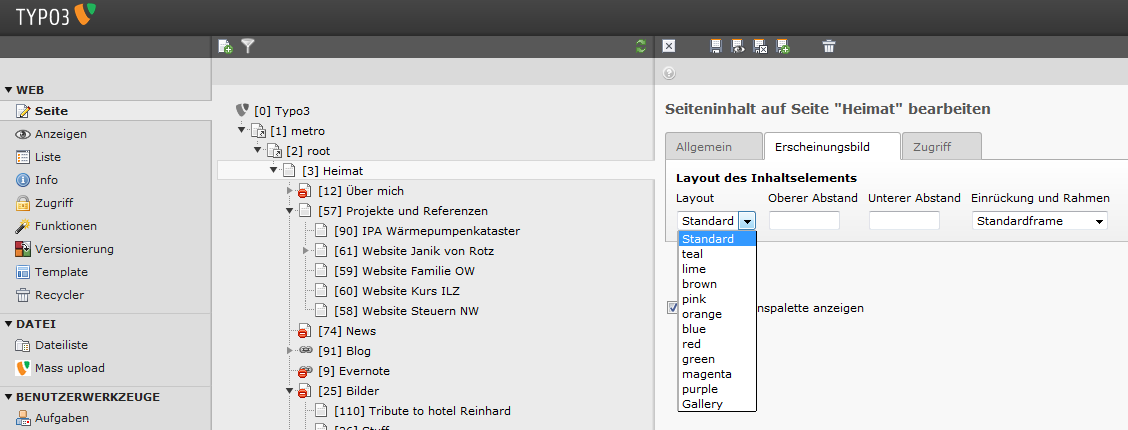 TYPO3
WEB
Seite
Anzeigen
Liste
Info
Zugriff
Funktionen
Versionierung
Template
Recycler
DATEI
Dateiliste
Mass upload
BENUTZERWERKZEUGE
Aufgaben
[0] Typo3
[1] metro
[2] root
[3] Heimat
[12] Über mich
[57] Projekte und Referenzen
[90] IPA Wärmepumpenkataster
[61] Website Janik von Rotz
[59] Website Familie OW
[60] Website Kurs ILZ
[58] Website Steuern NW
[74] News
[91] Blog
[9] Evernote
[25] Bilder
[110] Tribute to hotel Reinhard
Stuff
Seiteninhalt auf Seite "Heimat" bearbeiten
Allgemein Erscheinungsbild Zugriff
Layout des Inhaltselements
Layout Oberer Abstand Unterer Abstand Einrückung und Rahmen
Standard Standardframe
Standard
teal
lime
brown
pink
orange
nspalette anzeigen
blue
red
green
magenta
purple
Gallery